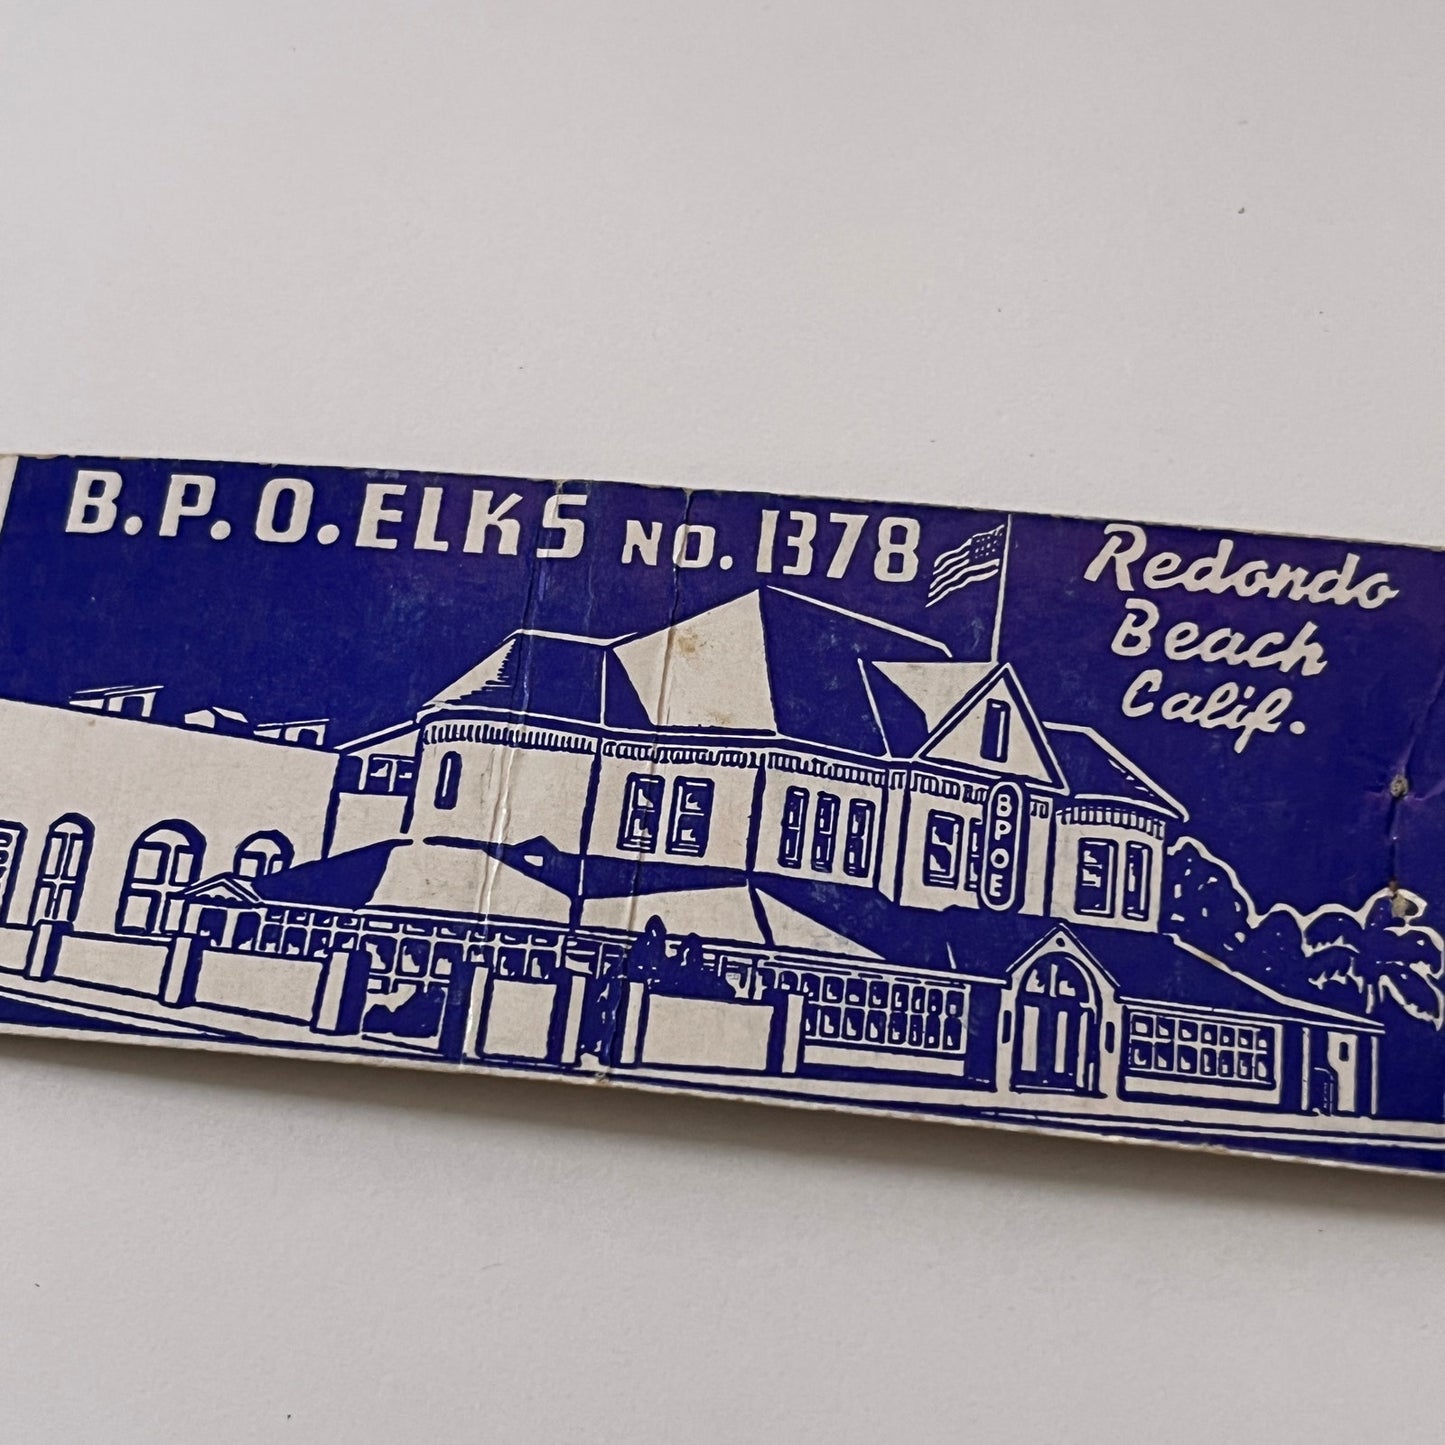 B.P.O.ELKS NO. 1378
Redondo
Beach
Calif.
BPOE